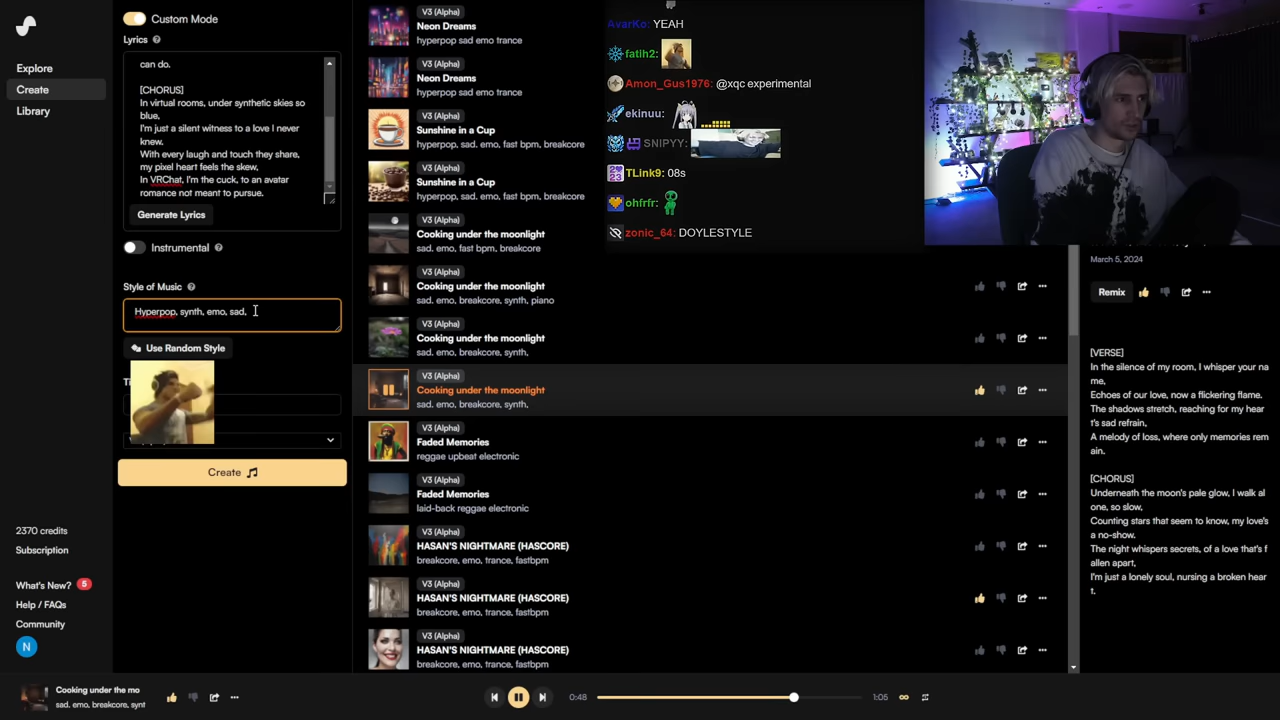 Explore
Create
Library
2370 credits
Subscription
What's New? 5
Help / FAQs
Community
N
Custom Mode
Lyrics
can do.
[CHORUS]
In virtual rooms, under synthetic skies so
blue,
I'm just a silent witness to a love I never
knew.
With every laugh and touch they share,
my pixel heart feels the skew,
In VRChat, I'm the cuck, to an avatar
romance not meant to pursue.
Generate Lyrics
Instrumental
Style of Music
Hyperpop, synth, emo, sad,
Use Random Style
Create
V3 (Alpha)
Neon Dreams
hyperpop sad emo trance
V3 (Alpha)
Neon Dreams
hyperpop sad emo trance
V3 (Alpha)
Sunshine in a Cup
hyperpop, sad, emo, fast bpm, breakcore
V3 (Alpha)
Sunshine in a Cup
hyperpop, sad, emo, fast bpm, breakcore
V3 (Alpha)
Cooking under the moonlight
sad, emo, fast bpm, breakcore
V3 (Alpha)
Cooking under the moonlight
sad, emo, breakcore, synth, piano
V3 (Alpha)
Cooking under the moonlight
sad, emo, breakcore, synth,
V3 (Alpha)
Cooking under the moonlight
sad, emo, breakcore, synth,
V3 (Alpha)
Faded Memories
reggae upbeat electronic
V3 (Alpha)
Faded Memories
laid-back reggae electronic
V3 (Alpha)
HASAN'S NIGHTMARE (HASCORE)
breakcore, emo, trance, fastbpm
V3 (Alpha)
HASAN'S NIGHTMARE (HASCORE)
breakcore, emo, trance, fastbpm
V3 (Alpha)
HASAN'S NIGHTMARE (HASCORE)
breakcore, emo, trance, fastbpm
AvarKo: YEAH
fatih2:
Amon_Gus1976: @xqc experimental
ekinuu:
SNIPYY:
TLink9: 08s
ohfrfr:
zonic_64: DOYLESTYLE
March 5, 2024
Remix
[VERSE]
In the silence of my room, I whisper your na
me,
Echoes of our love, now a flickering flame.
The shadows stretch, reaching for my hear
t's sad refrain,
A melody of loss, where only memories rem
ain.
[CHORUS]
Underneath the moon's pale glow, I walk al
one, so slow,
Counting stars that seem to know, my love's
a no-show.
The night whispers secrets, of a love that's f
allen apart,
I'm just a lonely soul, nursing a broken hear
t.
Cooking under the mo
sad, emo, breakcore, synt
0:48
1:05